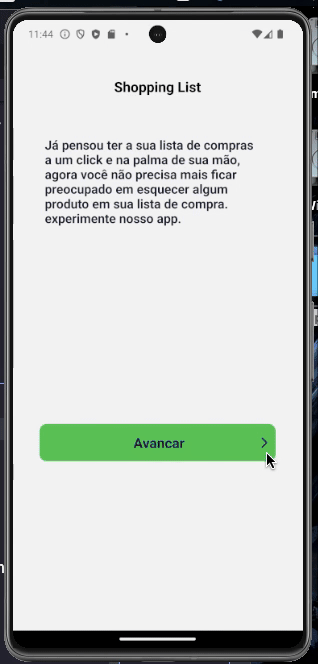 11:44
Shopping List
Já pensou ter a sua lista de compras
a um click e na palma de sua mão,
agora você não precisa mais ficar
preocupado em esquecer algum
produto em sua lista de compra.
experimente nosso app.
Avancar